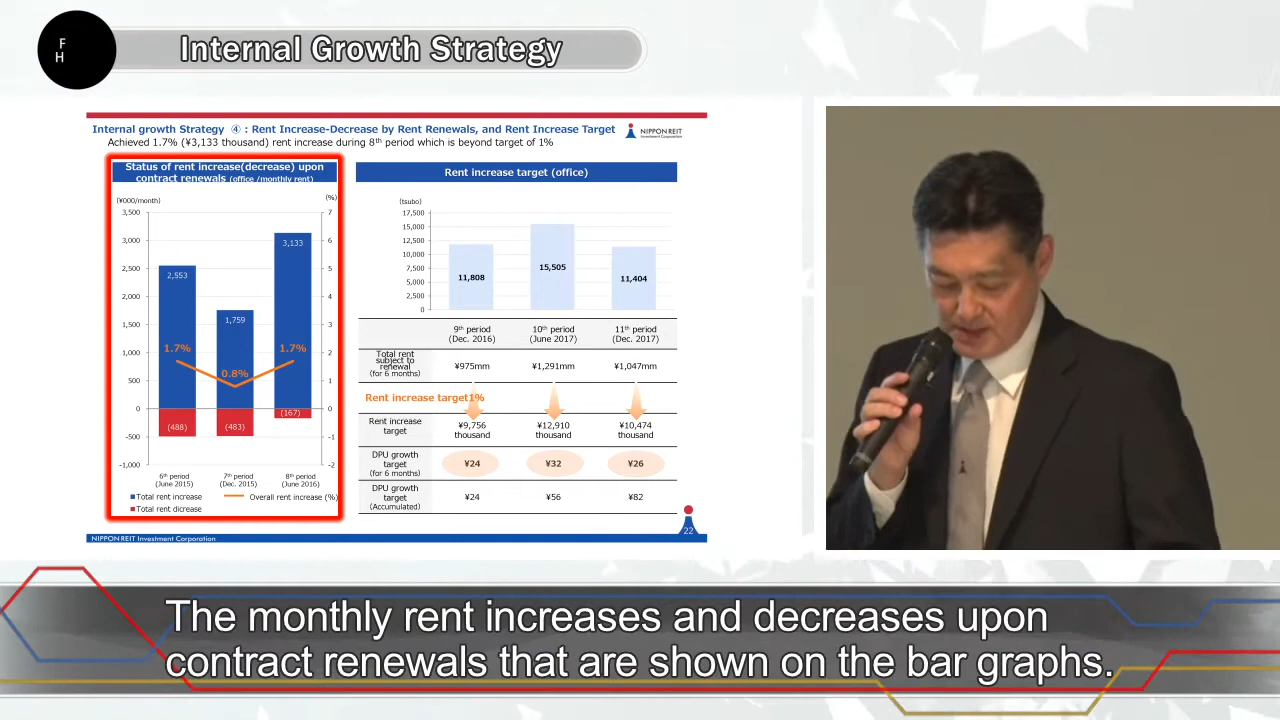 F
H
Internal Growth Strategy
Internal growth Strategy ④ : Rent Increase-Decrease by Rent Renewals, and Rent Increase Target
NIPPON REIT
Investment Corporation
Achieved 1.7% (¥3,133 thousand) rent increase during 8th period which is beyond target of 1%
Status of rent increase(decrease) upon
contract renewals (office /monthly rent)
(¥000/month)
(%)
3,500
3,000
2,500
2,000
1,500
1,000
500
0
-500
-1,000
7
6
5
4
3
2
1
0
-1
-2
2,553
1,759
3,133
1.7%
0.8%
1.7%
(488)
(483)
(167)
6th period
(June 2015)
7th period
(Dec. 2015)
8th period
(June 2016)
Total rent increase
Overall rent increase (%)
Total rent dicrease
Rent increase target (office)
(tsubo)
17,500
15,000
12,500
10,000
7,500
5,000
2,500
0
11,808
15,505
11,404
9th period
(Dec. 2016)
10th period
(June 2017)
11th period
(Dec. 2017)
Total rent
subject to
renewal
(for 6 months)
¥975mm
¥1,291mm
¥1,047mm
Rent increase target1%
Rent increase
target
¥9,756
thousand
¥12,910
thousand
¥10,474
thousand
DPU growth
target
(for 6 months)
¥24
¥32
¥26
DPU growth
target
(Accumulated)
¥24
¥56
¥82
22
NIPPON REIT Investment Corporation
The monthly rent increases and decreases upon
contract renewals that are shown on the bar graphs.